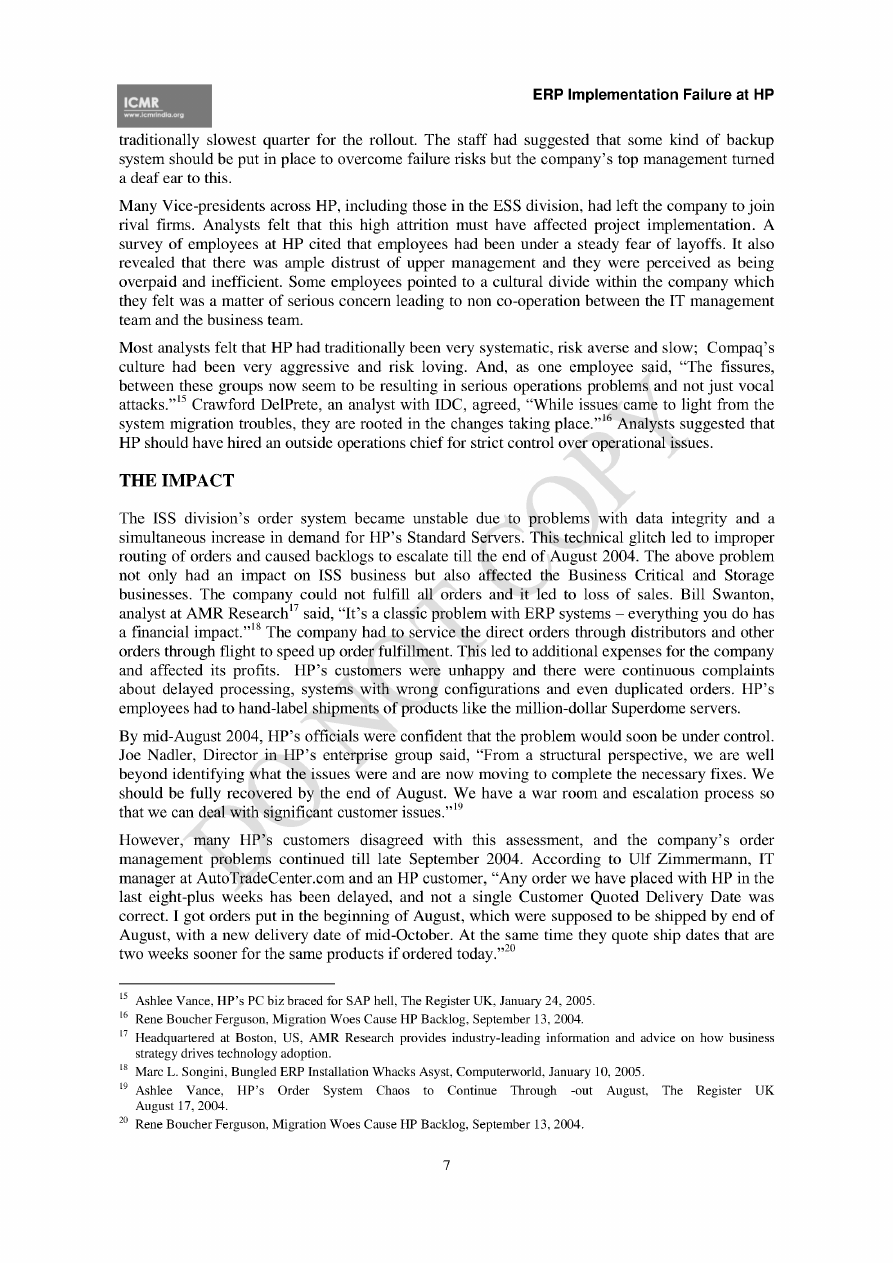 ICMR
www.icmrindia.org
ERP Implementation Failure at HP
traditionally slowest quarter for the rollout. The staff had suggested that some kind of backup
system should be put in place to overcome failure risks but the company's top management turned
a deaf ear to this.
Many Vice-presidents across HP, including those in the ESS division, had left the company to join
rival firms. Analysts felt that this high attrition must have affected project implementation. A
survey of employees at HP cited that employees had been under a steady fear of layoffs. It also
revealed that there was ample distrust of upper management and they were perceived as being
overpaid and inefficient. Some employees pointed to a cultural divide within the company which
they felt was a matter of serious concern leading to non co-operation between the IT management
team and the business team.
Most analysts felt that HP had traditionally been very systematic, risk averse and slow; Compaq's
culture had been very aggressive and risk loving. And, as one employee said, “The fissures,
between these groups now seem to be resulting in serious operations problems and not just vocal
attacks.”15 Crawford DelPrete, an analyst with IDC, agreed, “While issues came to light from the
system migration troubles, they are rooted in the changes taking place.”16 Analysts suggested that
HP should have hired an outside operations chief for strict control over operational issues.
THE IMPACT
The ISS division's order system became unstable due to problems with data integrity and a
simultaneous increase in demand for HP's Standard Servers. This technical glitch led to improper
routing of orders and caused backlogs to escalate till the end of August 2004. The above problem
not only had an impact on ISS business but also affected the Business Critical and Storage
businesses. The company could not fulfill all orders and it led to loss of sales. Bill Swanton,
analyst at AMR Research17 said, “It's a classic problem with ERP systems – everything you do has
a financial impact.”18 The company had to service the direct orders through distributors and other
orders through flight to speed up order fulfillment. This led to additional expenses for the company
and affected its profits. HP's customers were unhappy and there were continuous complaints
about delayed processing, systems with wrong configurations and even duplicated orders. HP's
employees had to hand-label shipments of products like the million-dollar Superdome servers.
By mid-August 2004, HP's officials were confident that the problem would soon be under control.
Joe Nadler, Director in HP's enterprise group said, “From a structural perspective, we are well
beyond identifying what the issues were and are now moving to complete the necessary fixes. We
should be fully recovered by the end of August. We have a war room and escalation process so
that we can deal with significant customer issues.”19
However, many HP's customers disagreed with this assessment, and the company's order
management problems continued till late September 2004. According to Ulf Zimmermann, IT
manager at AutoTradeCenter.com and an HP customer, “Any order we have placed with HP in the
last eight-plus weeks has been delayed, and not a single Customer Quoted Delivery Date was
correct. I got orders put in the beginning of August, which were supposed to be shipped by end of
August, with a new delivery date of mid-October. At the same time they quote ship dates that are
two weeks sooner for the same products if ordered today.”20
15 Ashlee Vance, HP's PC biz braced for SAP hell, The Register UK, January 24, 2005.
16 Rene Boucher Ferguson, Migration Woes Cause HP Backlog, September 13, 2004.
17 Headquartered at Boston, US, AMR Research provides industry-leading information and advice on how business
strategy drives technology adoption.
18 Marc L. Songini, Bungled ERP Installation Whacks Asyst, Computerworld, January 10, 2005.
19 Ashlee Vance, HP's Order System Chaos to Continue Through -out August, The Register UK
August 17, 2004.
20 Rene Boucher Ferguson, Migration Woes Cause HP Backlog, September 13, 2004.
7
DO NOT COPY